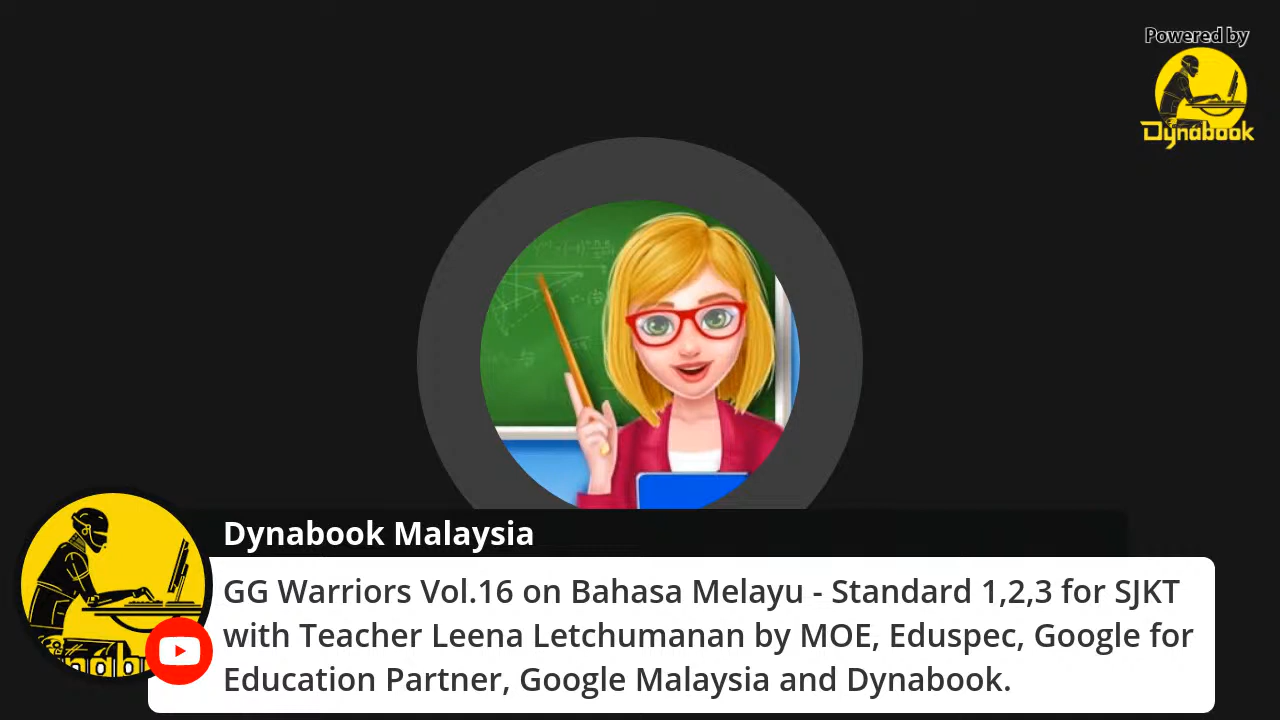 Powered by
Dynabook
Dynabook Malaysia
GG Warriors Vol.16 on Bahasa Melayu - Standard 1,2,3 for SJKT
with Teacher Leena Letchumanan by MOE, Eduspec, Google for
Education Partner, Google Malaysia and Dynabook.